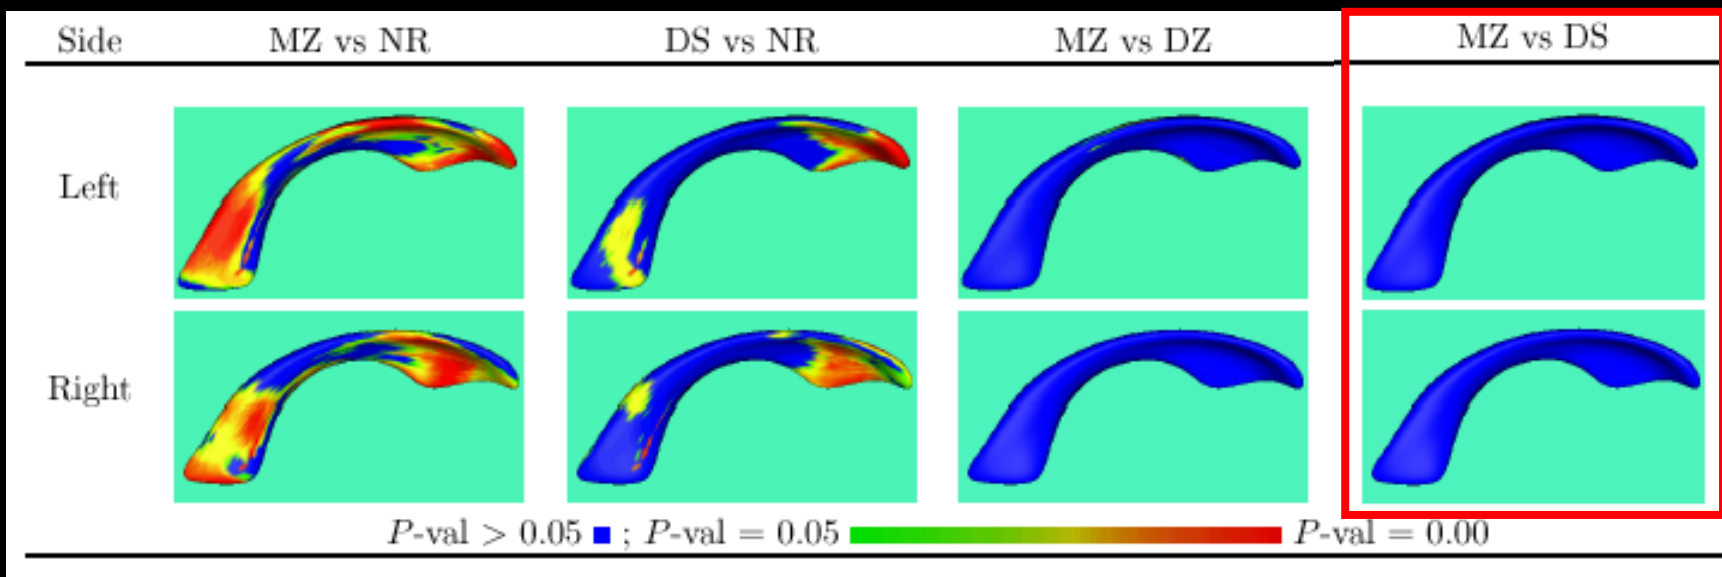 Side MZ vs NR DS vs NR MZ vs DZ MZ vs DS
Left
Right
P-val > 0.05 ; P-val = 0.05 P-val = 0.00